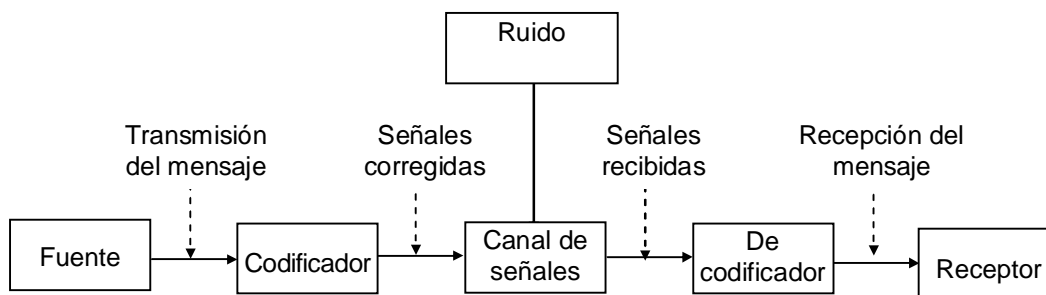 Ruido
Transmisión
del mensaje
Señales
corregidas
Señales
recibidas
Recepción del
mensaje
Fuente
Codificador
Canal de
señales
De
codificador
Receptor